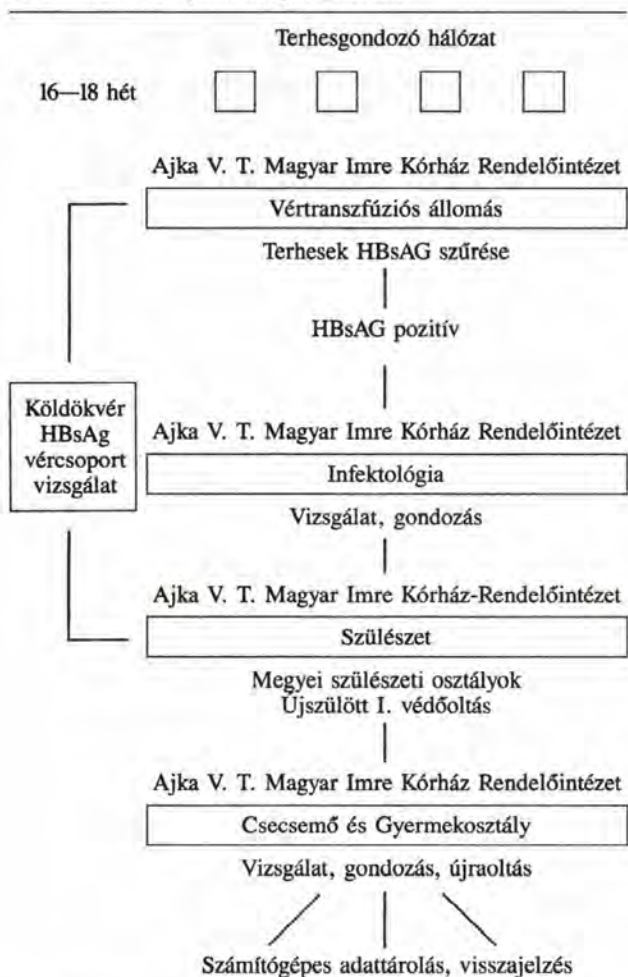 Terhesgondozó hálózat
16—18 hét
Ajka V. T. Magyar Imre Kórház Rendelőintézet
Vértranszfúziós állomás
Terhesek HBsAG szűrése
HBsAG pozitív
Köldökvér
HBsAg
vércsoport
vizsgálat
Ajka V. T. Magyar Imre Kórház Rendelőintézet
Infektológia
Vizsgálat, gondozás
Ajka V. T. Magyar Imre Kórház-Rendelőintézet
Szülészet
Megyei szülészeti osztályok
Újszülött I. védőoltás
Ajka V. T. Magyar Imre Kórház Rendelőintézet
Csecsemő és Gyermekosztály
Vizsgálat, gondozás, újraoltás
Számítógépes adattárolás, visszajelzés